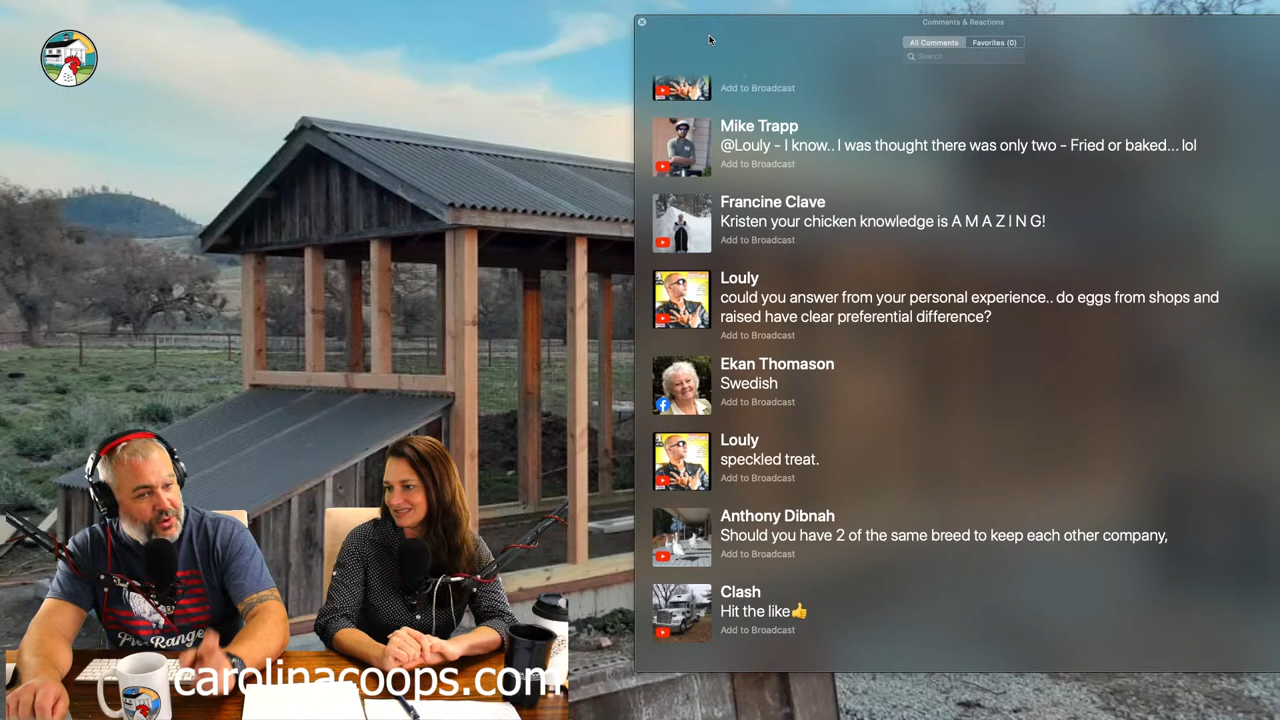 Comments & Reactions
All Comments
Favorites (0)
Search
Add to Broadcast
Mike Trapp
@Louly - I know.. I was thought there was only two - Fried or baked... lol
Add to Broadcast
Francine Clave
Kristen your chicken knowledge is A M A Z I N G!
Add to Broadcast
Louly
could you answer from your personal experience.. do eggs from shops and
raised have clear preferential difference?
Add to Broadcast
Ekan Thomason
Swedish
Add to Broadcast
Louly
speckled treat.
Add to Broadcast
Anthony Dibnah
Should you have 2 of the same breed to keep each other company,
Add to Broadcast
Clash
Hit the like👍
Add to Broadcast
Free Range
carolinacoops.com